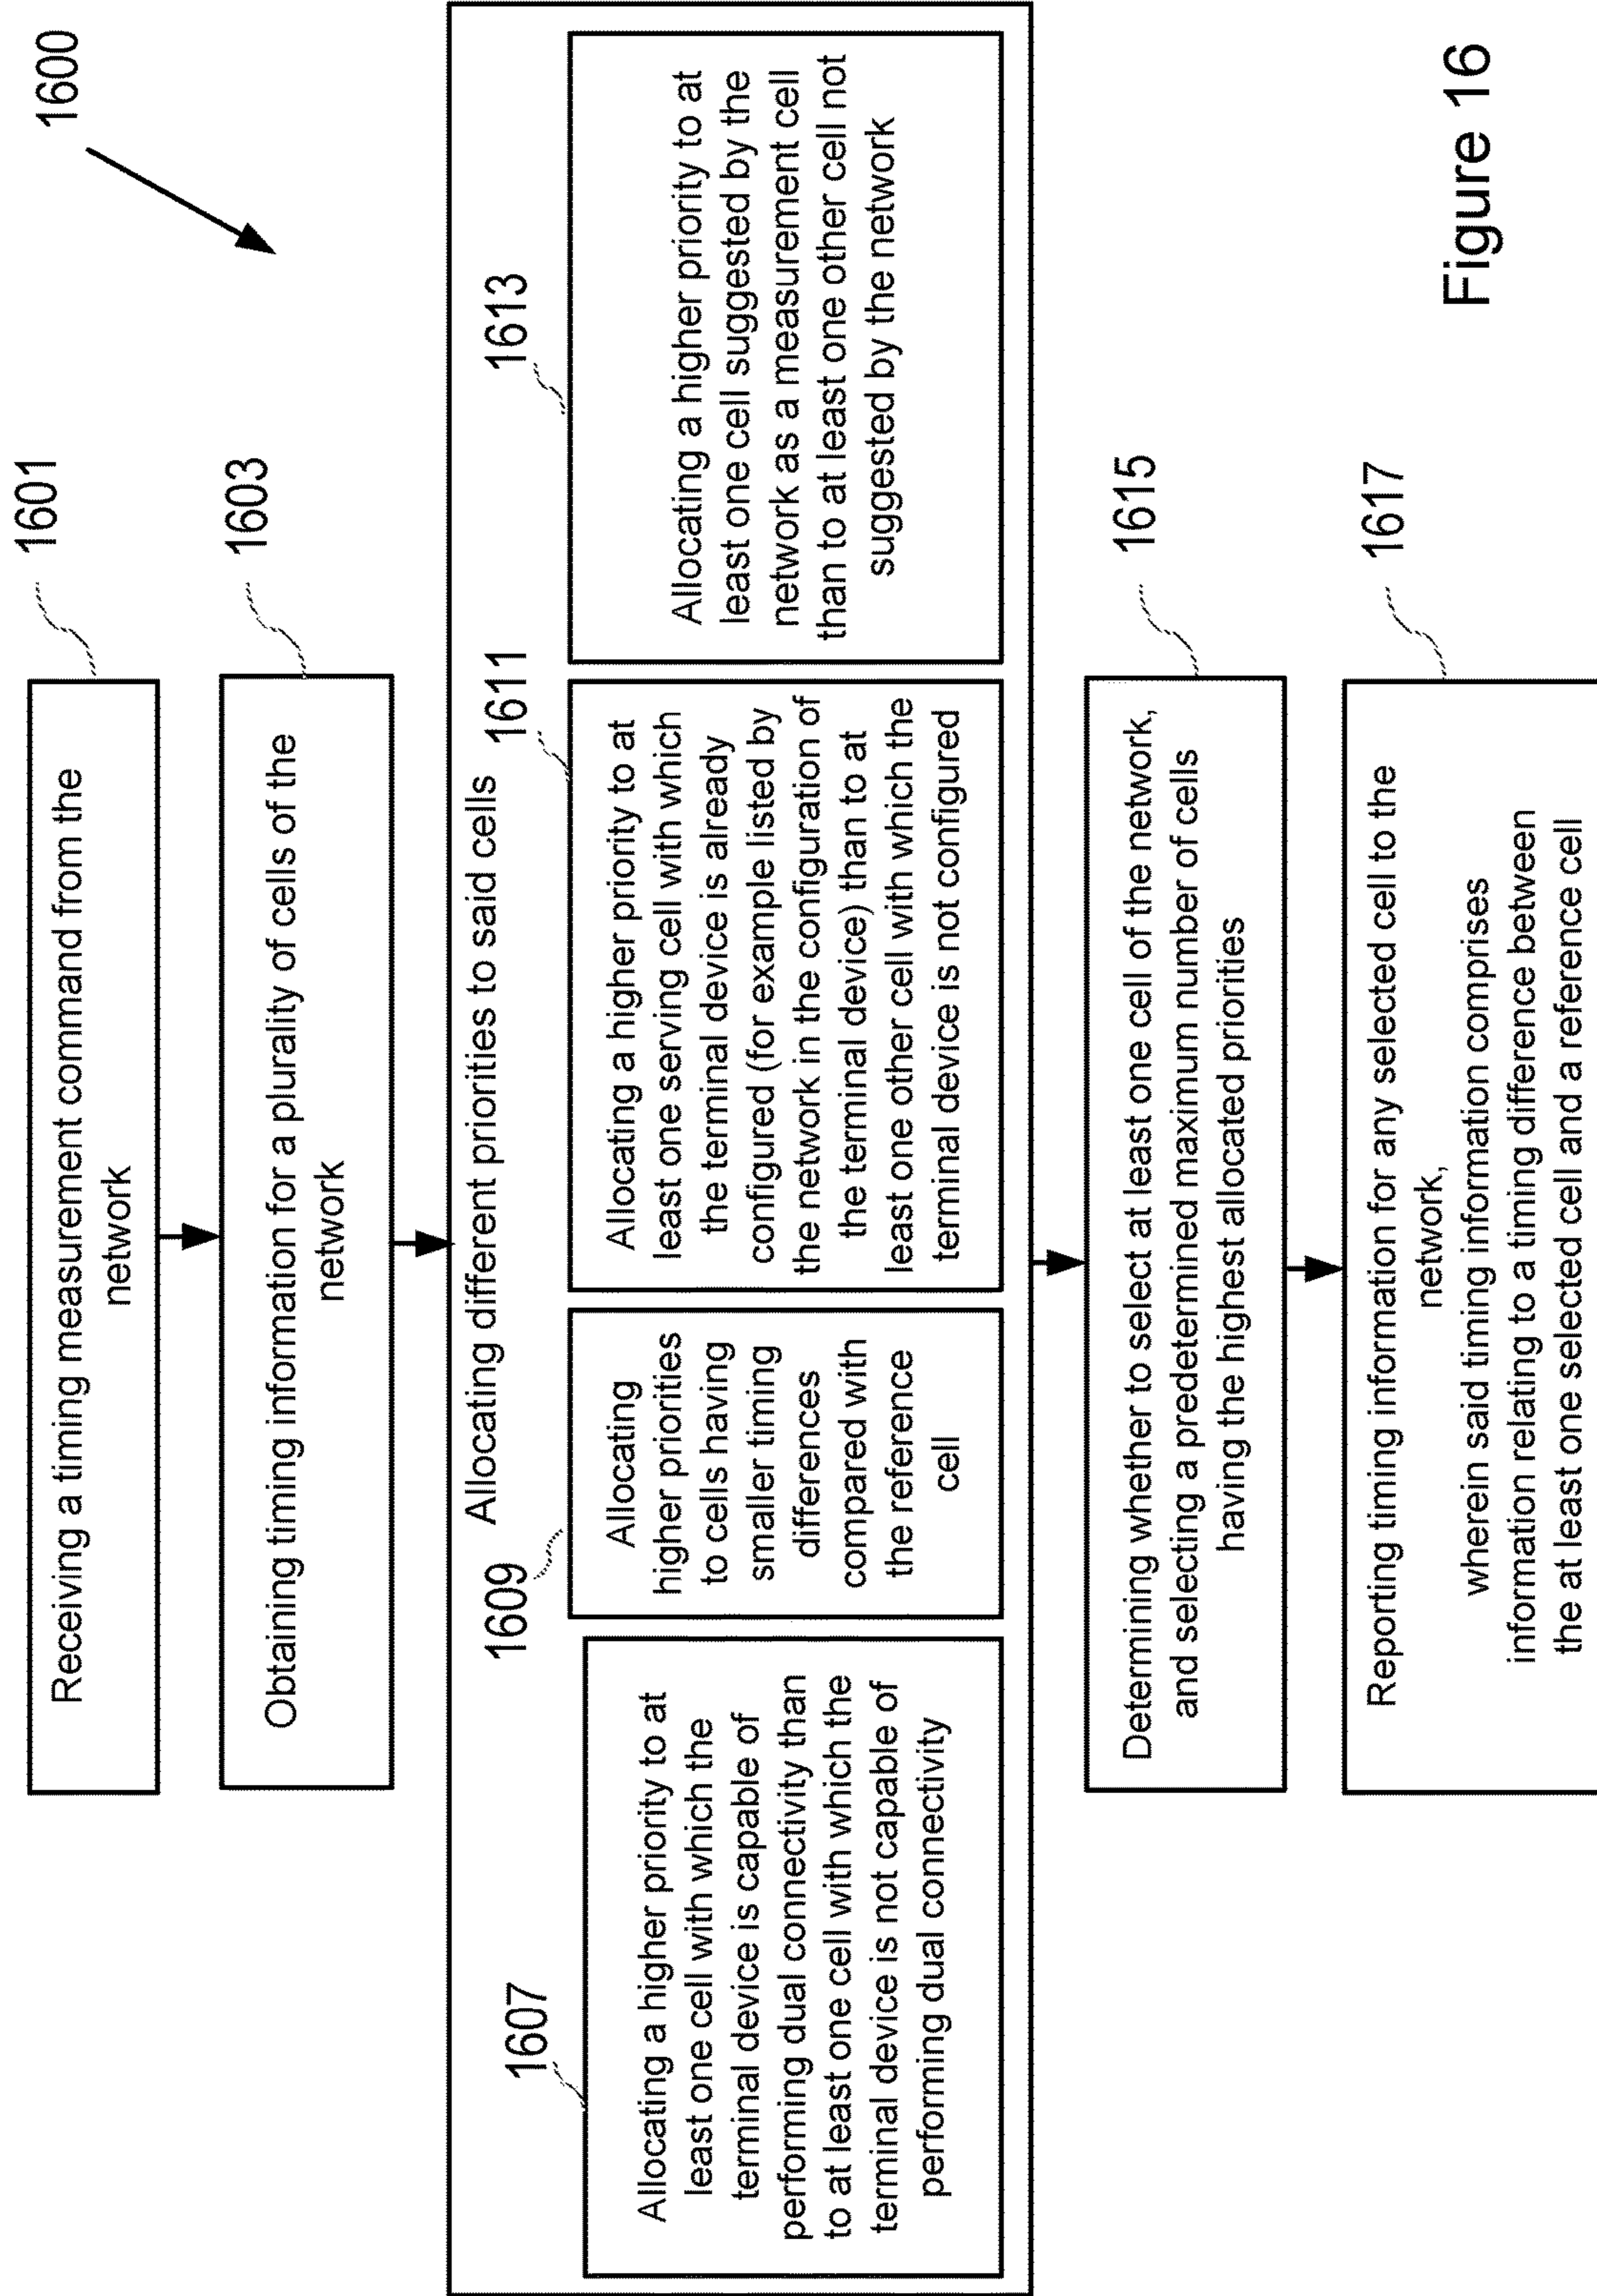 1600
Receiving a timing measurement command from the
network
1601
Obtaining timing information for a plurality of cells of the
network
1603
Allocating different priorities to said cells
1607
Allocating a higher priority to at
least one cell with which the
terminal device is capable of
performing dual connectivity than
to at least one cell with which the
terminal device is not capable of
performing dual connectivity
1609
Allocating
higher priorities
to cells having
smaller timing
differences
compared with
the reference
cell
1611
Allocating a higher priority to at
least one serving cell with which
the terminal device is already
configured (for example listed by
the network in the configuration of
the terminal device) than to at
least one other cell with which the
terminal device is not configured
1613
Allocating a higher priority to at
least one cell suggested by the
network as a measurement cell
than to at least one other cell not
suggested by the network
Determining whether to select at least one cell of the network,
and selecting a predetermined maximum number of cells
having the highest allocated priorities
1615
Reporting timing information for any selected cell to the
network,
wherein said timing information comprises
information relating to a timing difference between
the at least one selected cell and a reference cell
1617
Figure 16